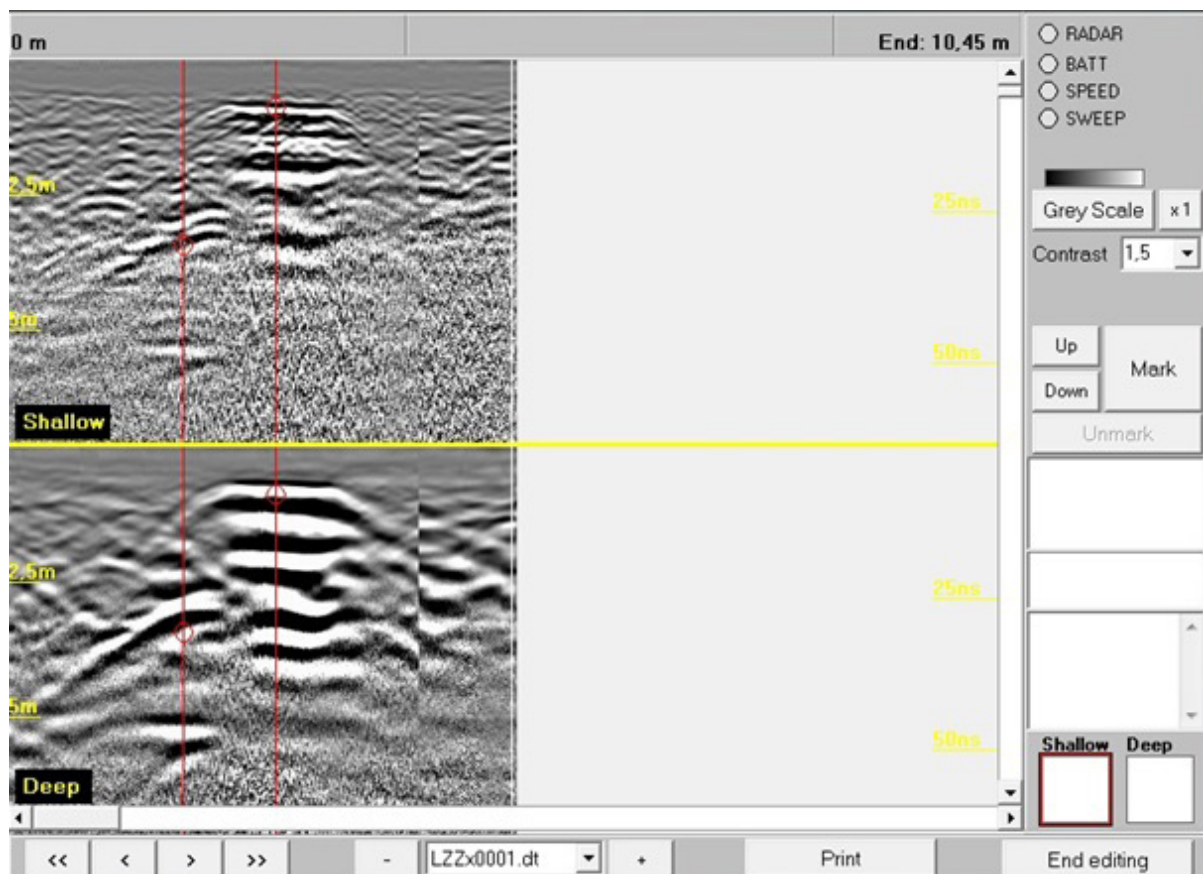 0 m
End: 10,45 m
RADAR
BATT
SPEED
SWEEP
2,5m
25ns
Grey Scale
x1
Contrast
1,5
5m
50ns
Up
Mark
Down
Shallow
Unmark
2,5m
25ns
5m
50ns
Shallow
Deep
Deep
<<
<
>
>>
-
LZZx0001.dt
+
Print
End editing